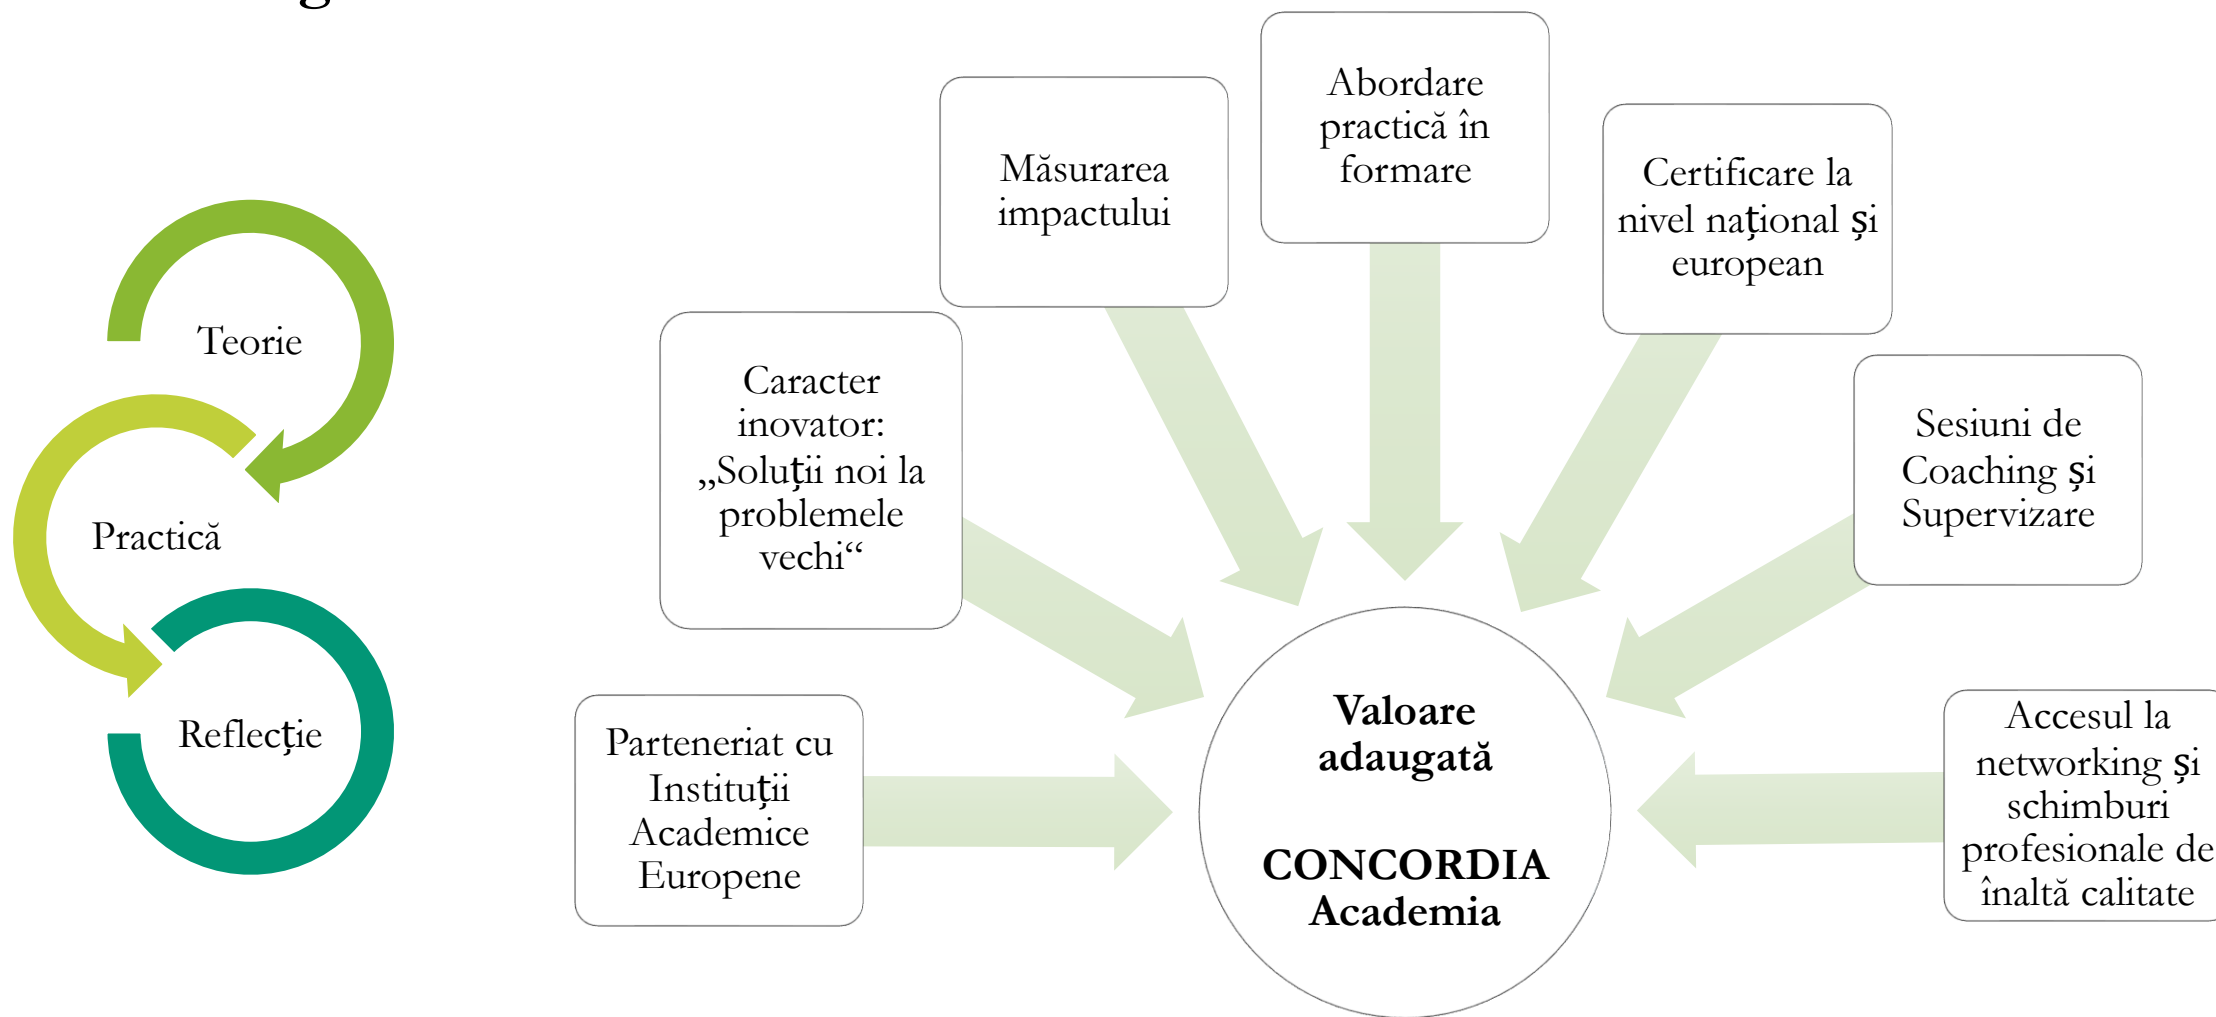 Teorie
Practică
Reflecție
Parteneriat cu
Instituții
Academice
Europene
Caracter
inovator:
„Soluții noi la
problemele
vechi“
Măsurarea
impactului
Abordare
practică în
formare
Certificare la
nivel național și
european
Sesiuni de
Coaching și
Supervizare
Accesul la
networking și
schimburi
profesionale de
înaltă calitate
Valoare
adaugată
CONCORDIA
Academia